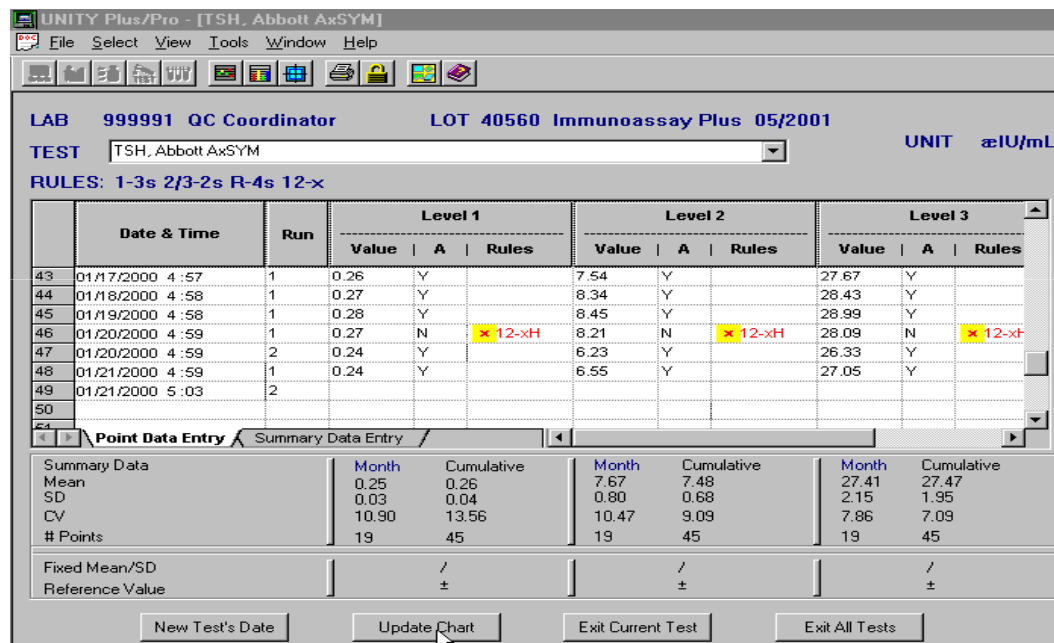 UNITY Plus/Pro - [TSH, Abbott AxSYM]
File Select View Tools Window Help
LAB 999991 QC Coordinator LOT 40560 Immunoassay Plus 05/2001
TEST TSH, Abbott AxSYM UNIT æIU/mL
RULES: 1-3s 2/3-2s R-4s 12-x
Level 1 Level 2 Level 3
Date & Time Run Value | A | Rules Value | A | Rules Value | A | Rules
43 01/17/2000 4:57 1 0.26 Y 7.54 Y 27.67 Y
44 01/18/2000 4:58 1 0.27 Y 8.34 Y 28.43 Y
45 01/19/2000 4:58 1 0.28 Y 8.45 Y 28.99 Y
46 01/20/2000 4:59 1 0.27 N × 12-xH 8.21 N × 12-xH 28.09 N × 12-xH
47 01/20/2000 4:59 2 0.24 Y 6.23 Y 26.33 Y
48 01/21/2000 4:59 1 0.24 Y 6.55 Y 27.05 Y
49 01/21/2000 5:03 2
50
51
Point Data Entry Summary Data Entry
Summary Data Month Cumulative Month Cumulative Month Cumulative
Mean 0.25 0.26 7.67 7.48 27.41 27.47
SD 0.03 0.04 0.80 0.68 2.15 1.95
CV 10.90 13.56 10.47 9.09 7.86 7.09
# Points 19 45 19 45 19 45
Fixed Mean/SD / / /
Reference Value ± ± ±
New Test's Date Update Chart Exit Current Test Exit All Tests